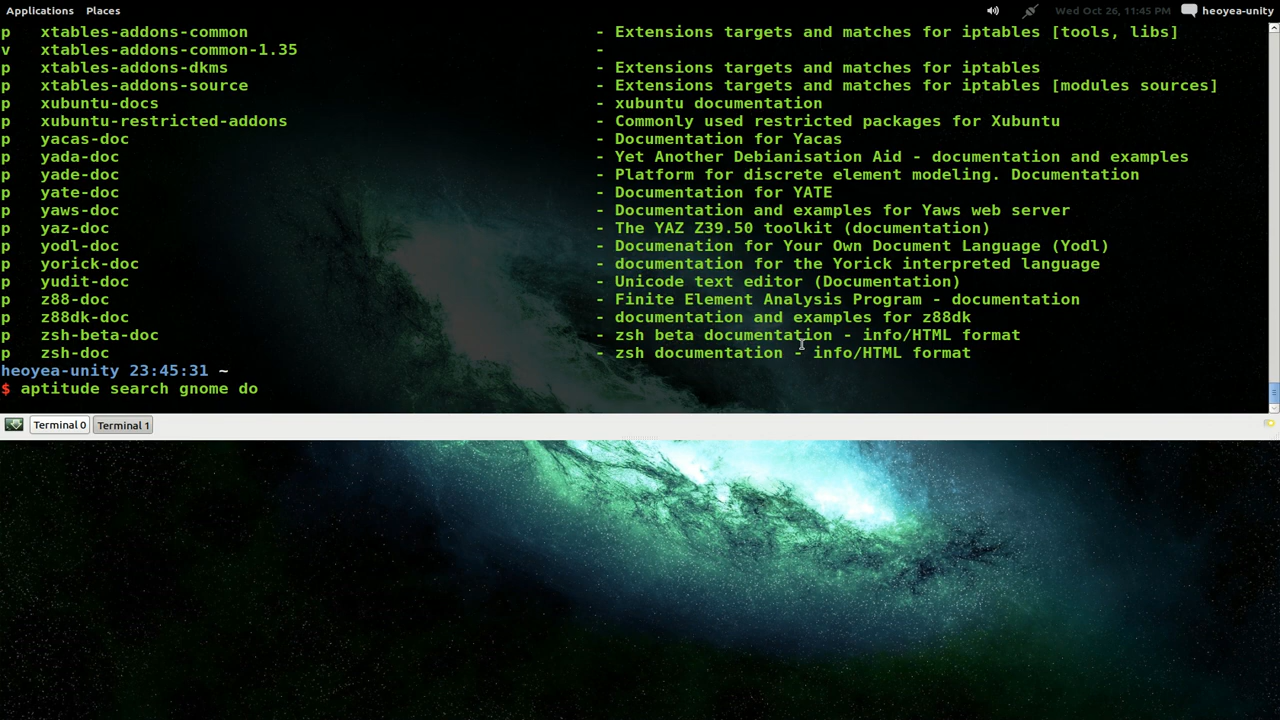 Applications Places Wed Oct 26, 11:45 PM heoyea-unity
p xtables-addons-common - Extensions targets and matches for iptables [tools, libs]
v xtables-addons-common-1.35 -
p xtables-addons-dkms - Extensions targets and matches for iptables
p xtables-addons-source - Extensions targets and matches for iptables [modules sources]
p xubuntu-docs - xubuntu documentation
p xubuntu-restricted-addons - Commonly used restricted packages for Xubuntu
p yacas-doc - Documentation for Yacas
p yada-doc - Yet Another Debianisation Aid - documentation and examples
p yade-doc - Platform for discrete element modeling. Documentation
p yate-doc - Documentation for YATE
p yaws-doc - Documentation and examples for Yaws web server
p yaz-doc - The YAZ Z39.50 toolkit (documentation)
p yodl-doc - Documenation for Your Own Document Language (Yodl)
p yorick-doc - documentation for the Yorick interpreted language
p yudit-doc - Unicode text editor (Documentation)
p z88-doc - Finite Element Analysis Program - documentation
p z88dk-doc - documentation and examples for z88dk
p zsh-beta-doc - zsh beta documentation - info/HTML format
p zsh-doc - zsh documentation - info/HTML format
heoyea-unity 23:45:31 ~
$ aptitude search gnome do
Terminal 0 Terminal 1